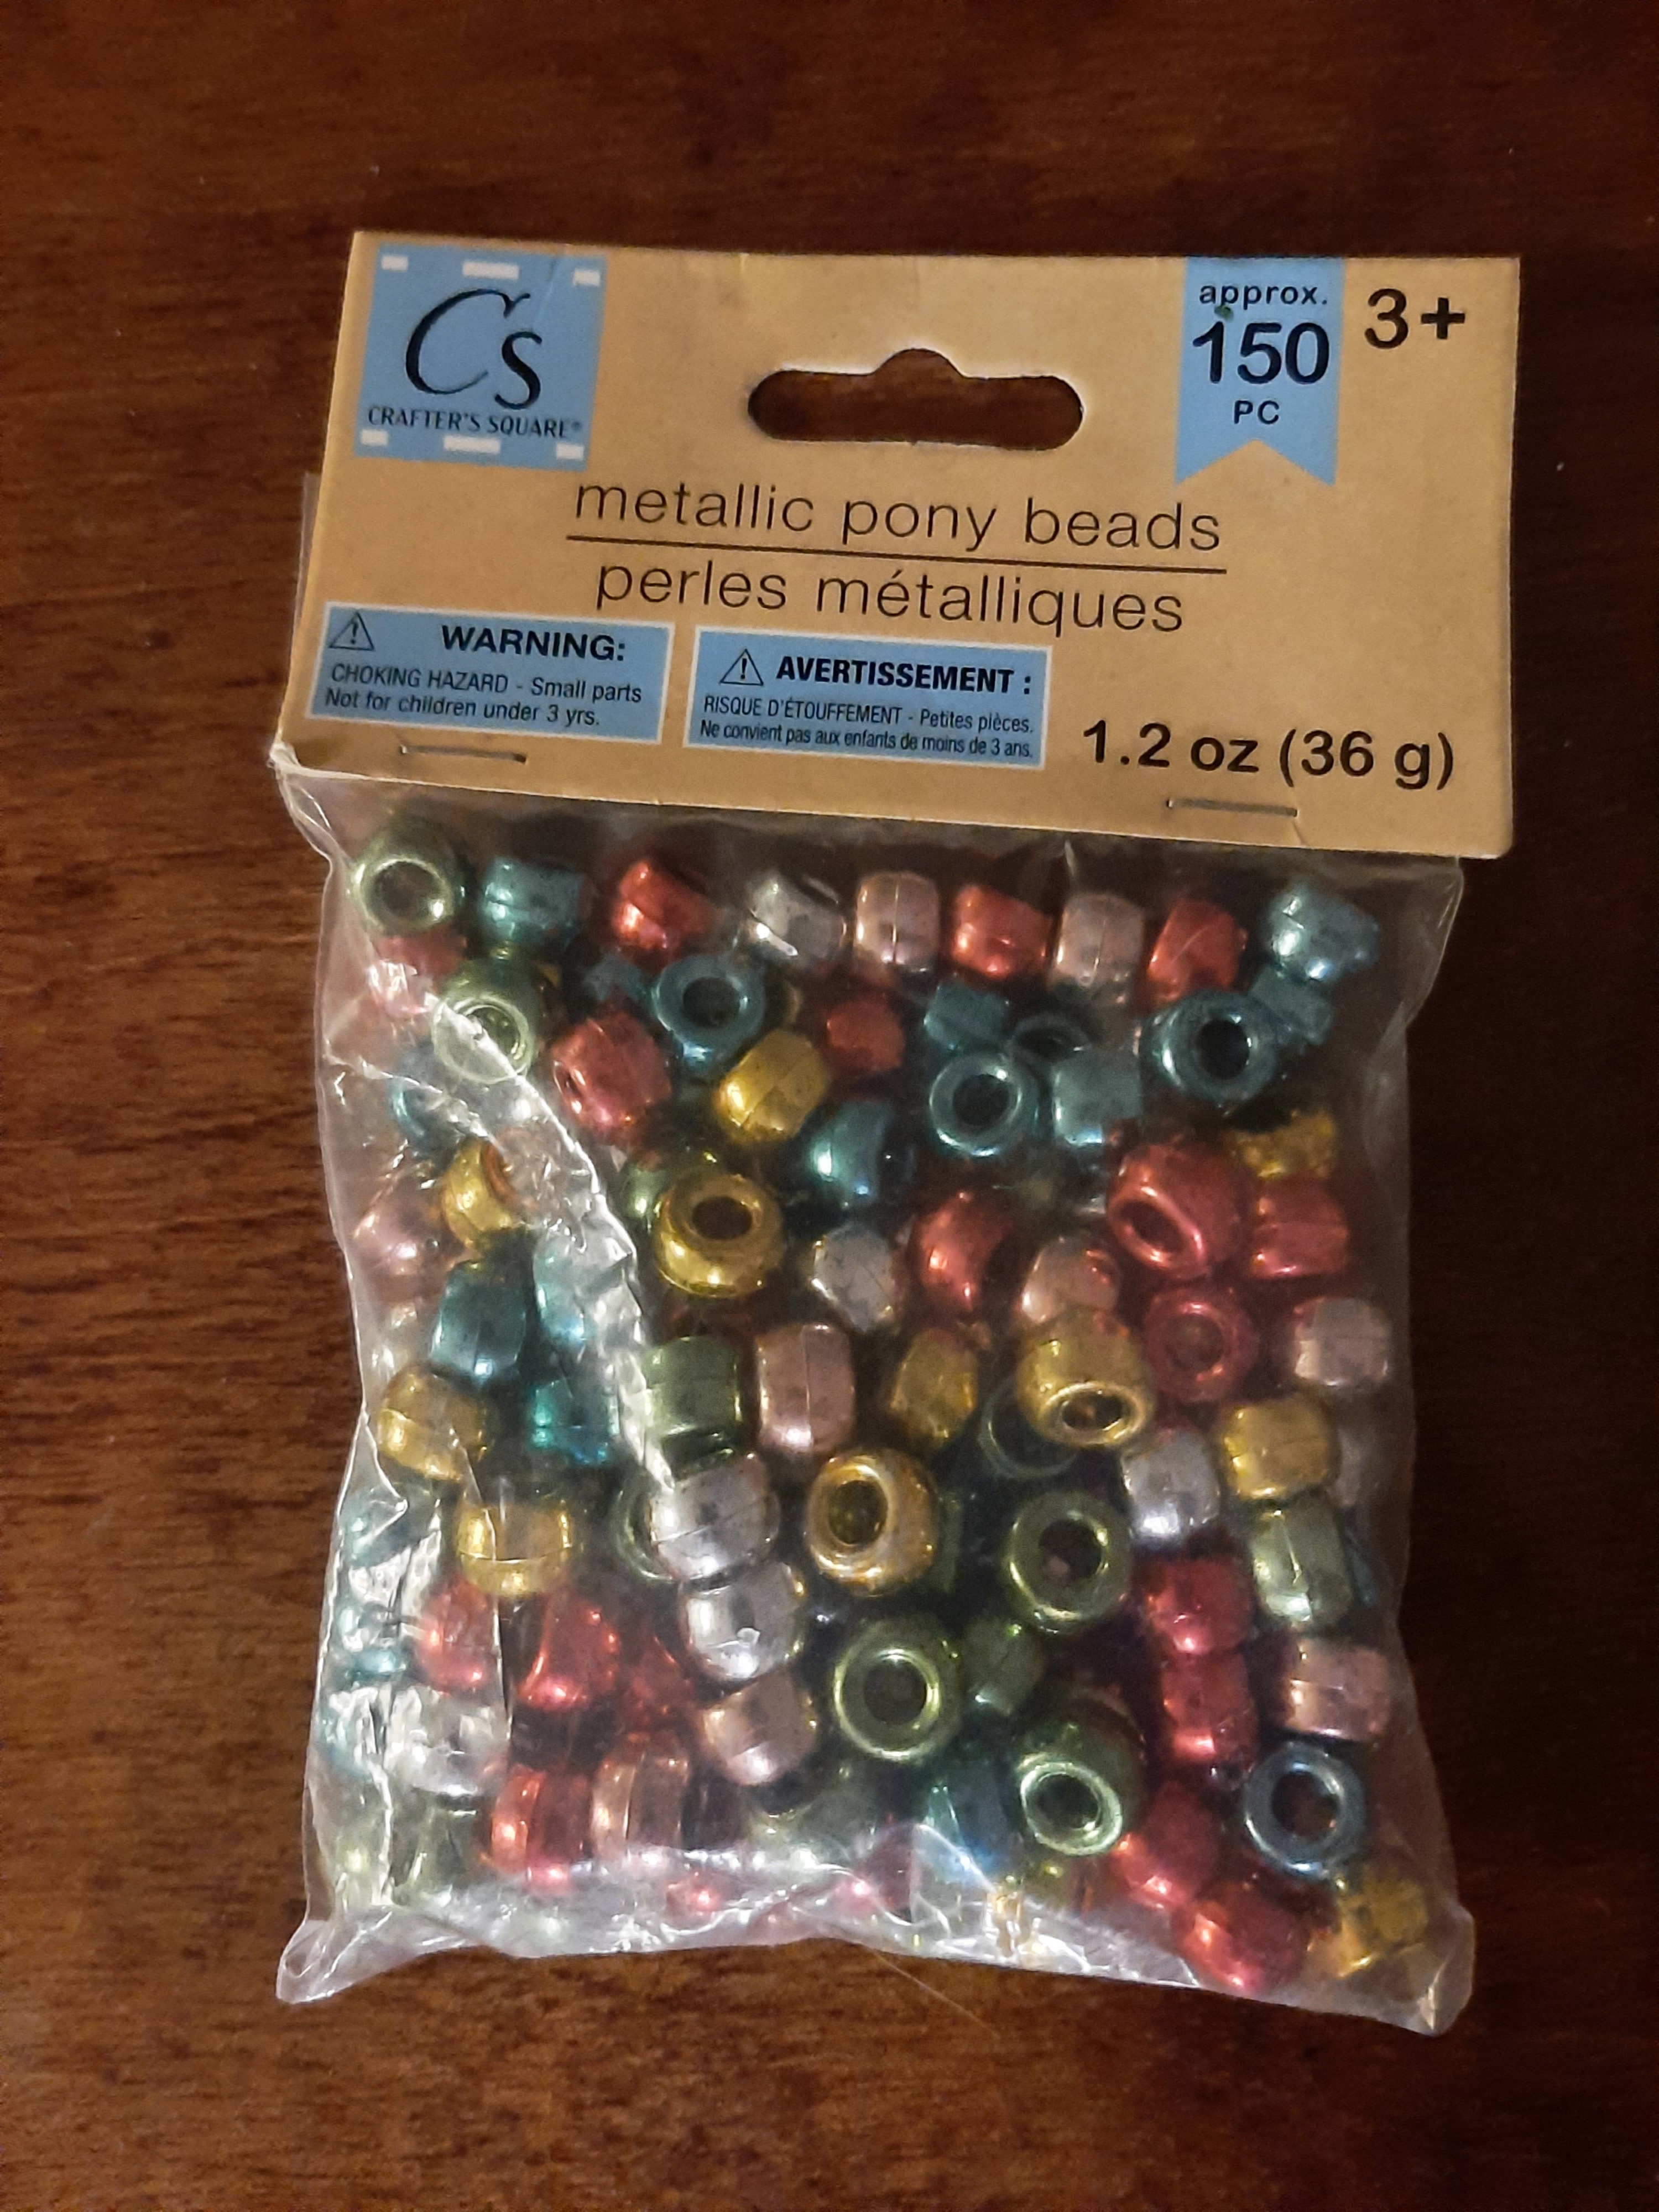 Cs
CRAFTER'S SQUARE®
approx.
150
PC
3+
metallic pony beads
perles métalliques
⚠ WARNING:
CHOKING HAZARD - Small parts
Not for children under 3 yrs.
⚠ AVERTISSEMENT :
RISQUE D'ÉTOUFFEMENT - Petites pièces.
Ne convient pas aux enfants de moins de 3 ans.
1.2 oz (36 g)